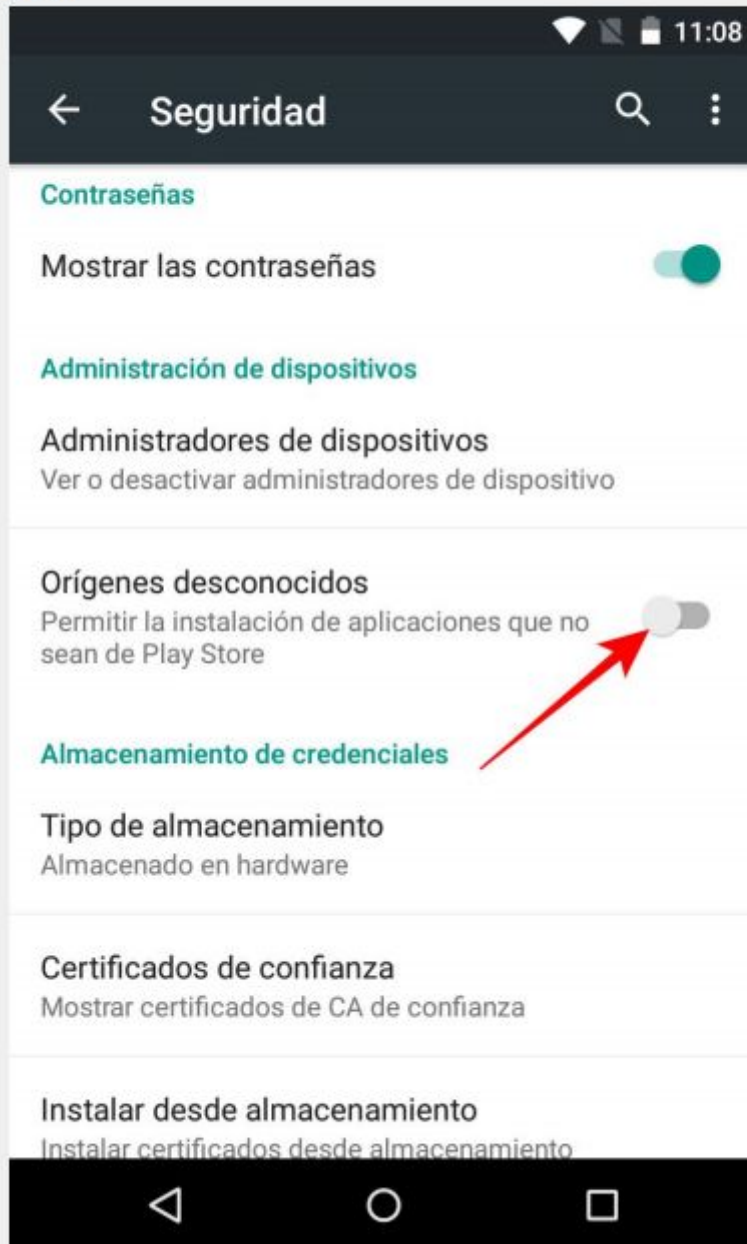 11:08
Seguridad
Contraseñas
Mostrar las contraseñas
Administración de dispositivos
Administradores de dispositivos
Ver o desactivar administradores de dispositivo
Orígenes desconocidos
Permitir la instalación de aplicaciones que no
sean de Play Store
Almacenamiento de credenciales
Tipo de almacenamiento
Almacenado en hardware
Certificados de confianza
Mostrar certificados de CA de confianza
Instalar desde almacenamiento
Instalar certificados desde almacenamiento